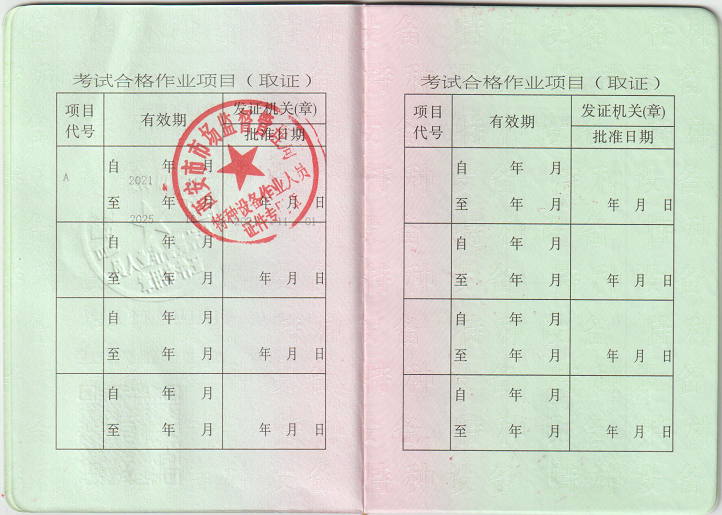 考试合格作业项目（取证）
项目
代号
有效期
发证机关(章)
批准日期
A
自 年 月
2021
至 年 月
2025
01
西安市市场监督管理局
特种设备作业人员
证件专
自 年 月
至 年 月
年 月 日
自 年 月
至 年 月
年 月 日
自 年 月
至 年 月
年 月 日
考试合格作业项目（取证）
项目
代号
有效期
发证机关(章)
批准日期
自 年 月
至 年 月
年 月 日
自 年 月
至 年 月
年 月 日
自 年 月
至 年 月
年 月 日
自 年 月
至 年 月
年 月 日